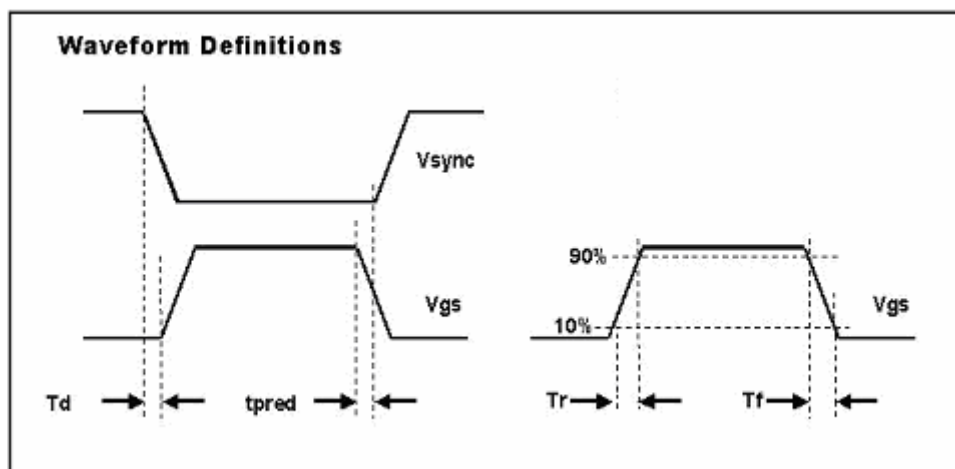 Waveform Definitions
Vsync
90%
Vgs
Vgs
10%
Td
tpred
Tr
Tf